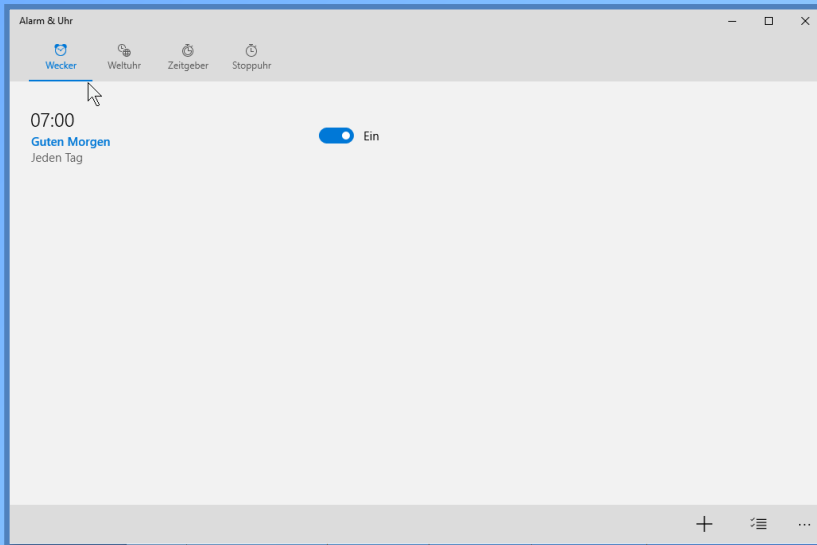 Alarm & Uhr
Wecker Weltuhr Zeitgeber Stoppuhr
07:00
Guten Morgen
Jeden Tag
Ein